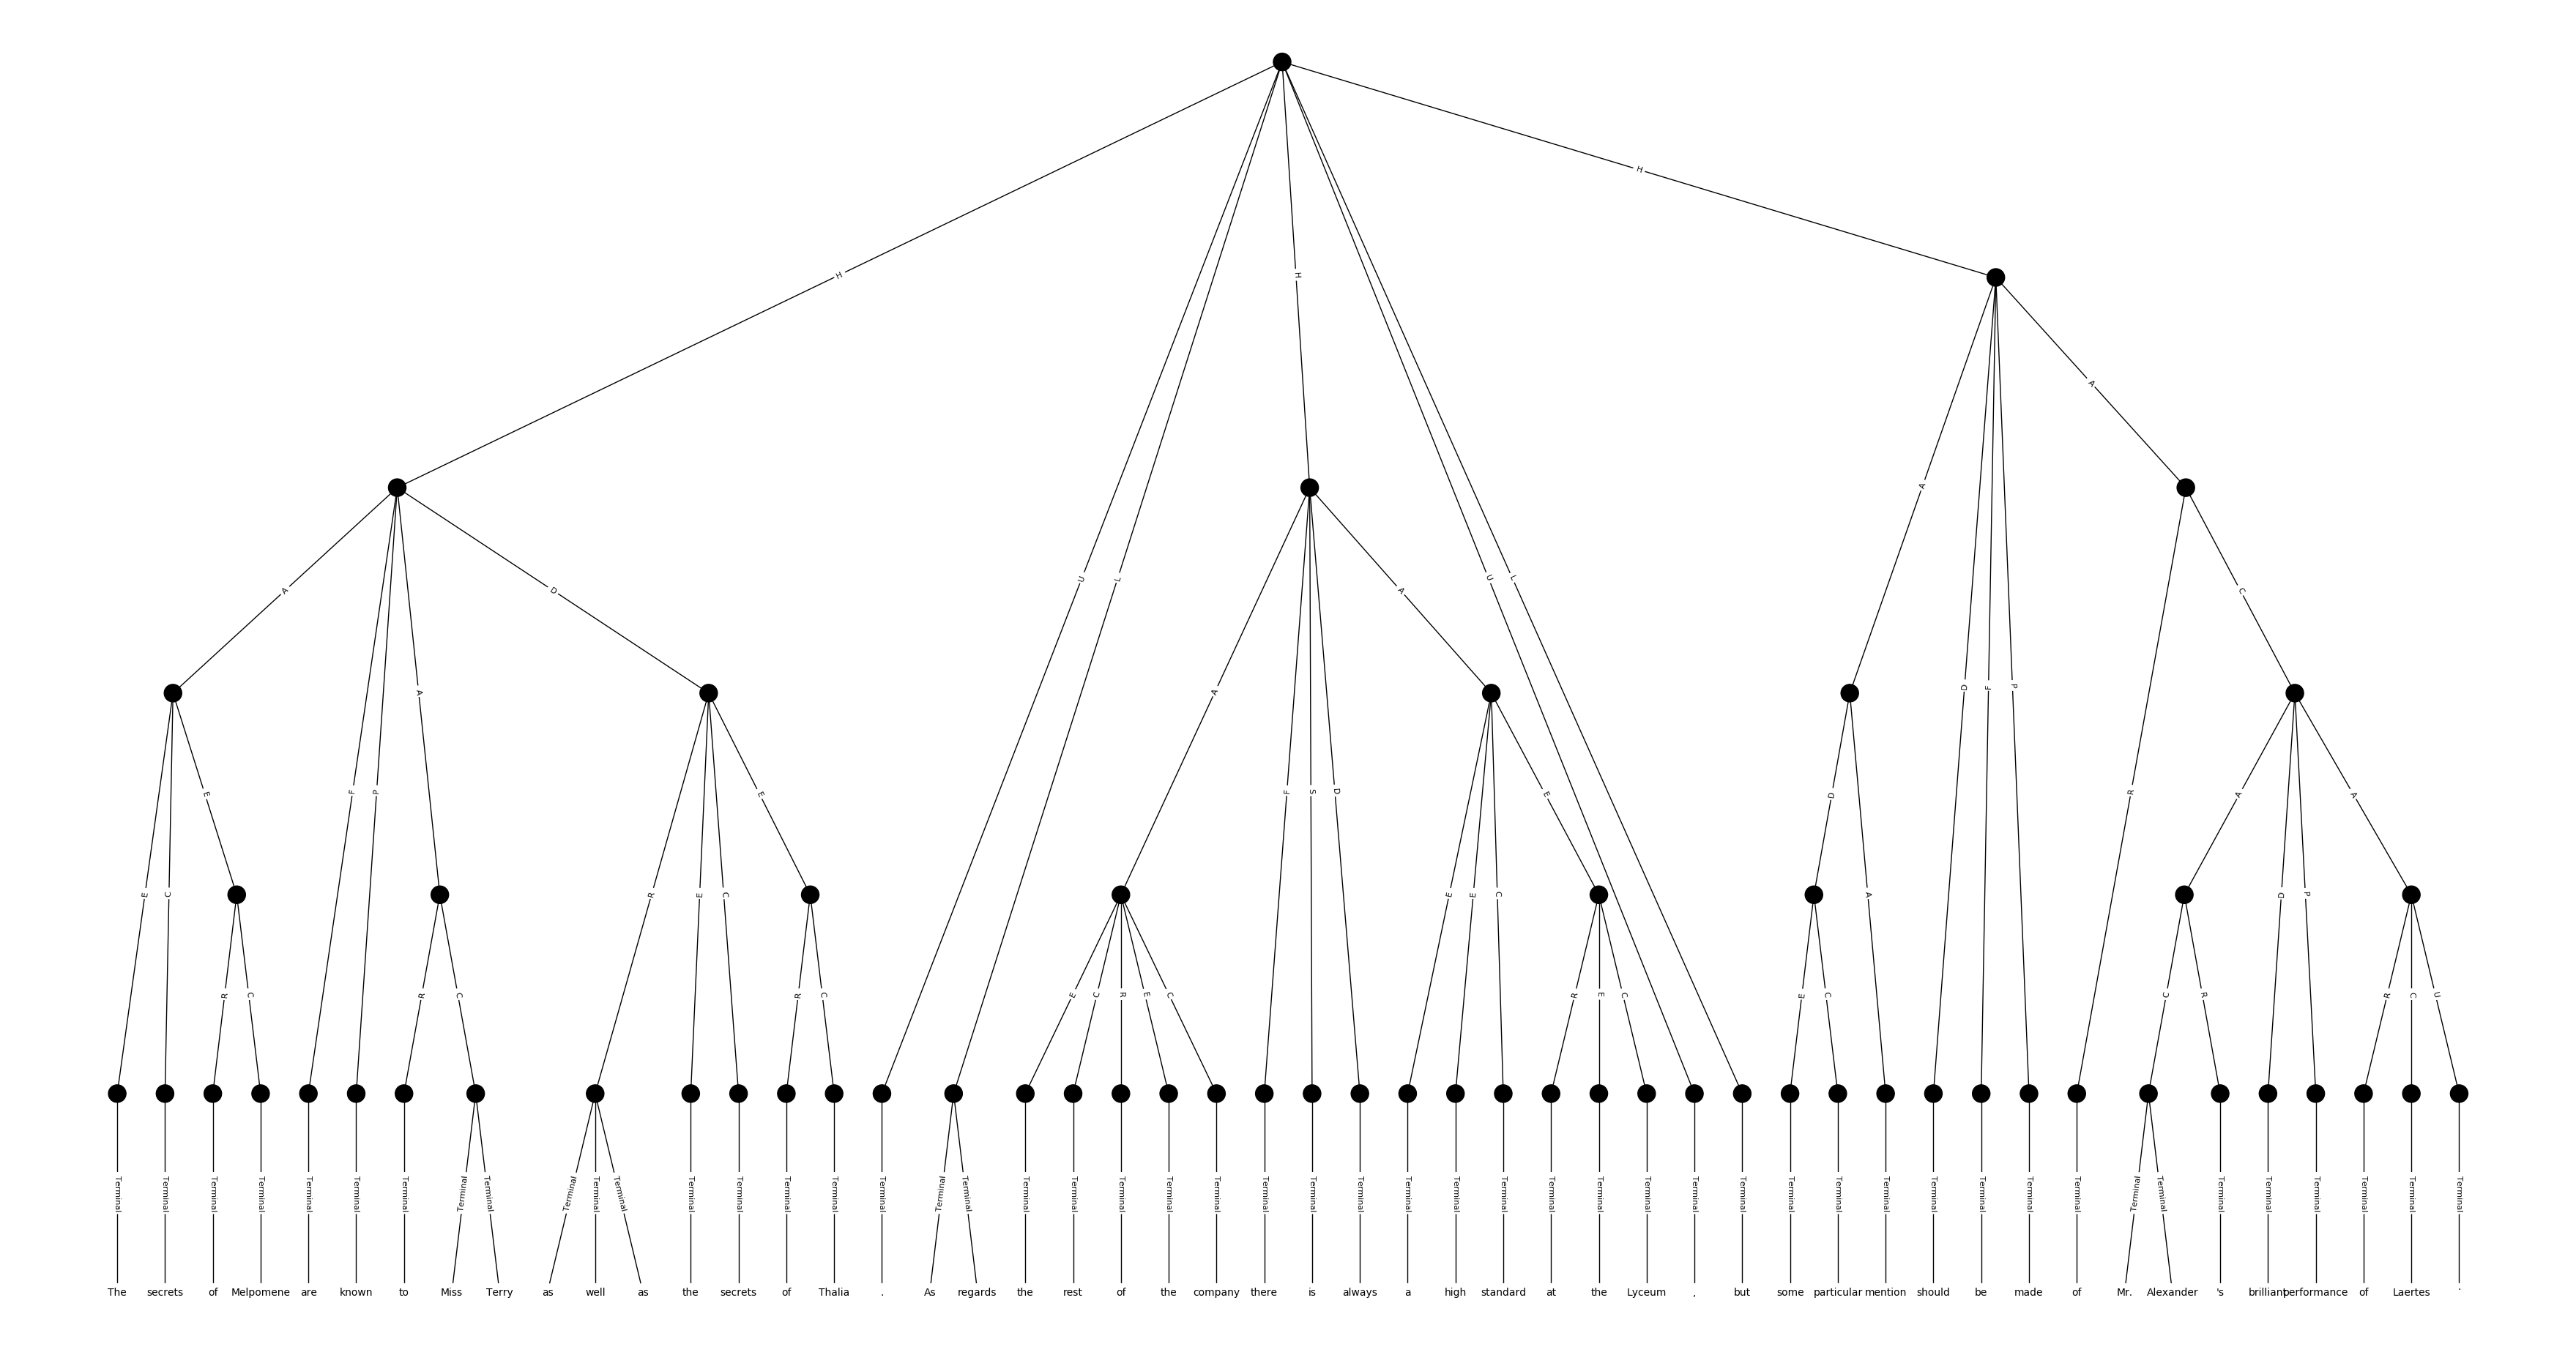 H
H
H
U
L
U
L
A
A
D
A
A
C
A
F
P
A
D
F
S
D
A
D
F
P
R
E
C
E
R
E
C
E
E
E
C
E
D
A
A
D
P
A
R
C
R
C
R
C
E
C
R
E
C
R
E
C
E
C
C
R
R
C
U
Terminal Terminal Terminal Terminal Terminal Terminal Terminal Terminal Terminal Terminal Terminal Terminal Terminal Terminal Terminal Terminal Terminal Terminal Terminal Terminal Terminal Terminal Terminal Terminal Terminal Terminal Terminal Terminal Terminal Terminal Terminal Terminal Terminal Terminal Terminal Terminal Terminal Terminal Terminal Terminal Terminal Terminal Terminal Terminal Terminal Terminal Terminal Terminal Terminal Terminal
The secrets of Melpomene are known to Miss Terry as well as the secrets of Thalia . As regards the rest of the company there is always a high standard at the Lyceum , but some particular mention should be made of Mr. Alexander 's brilliant performance of Laertes .